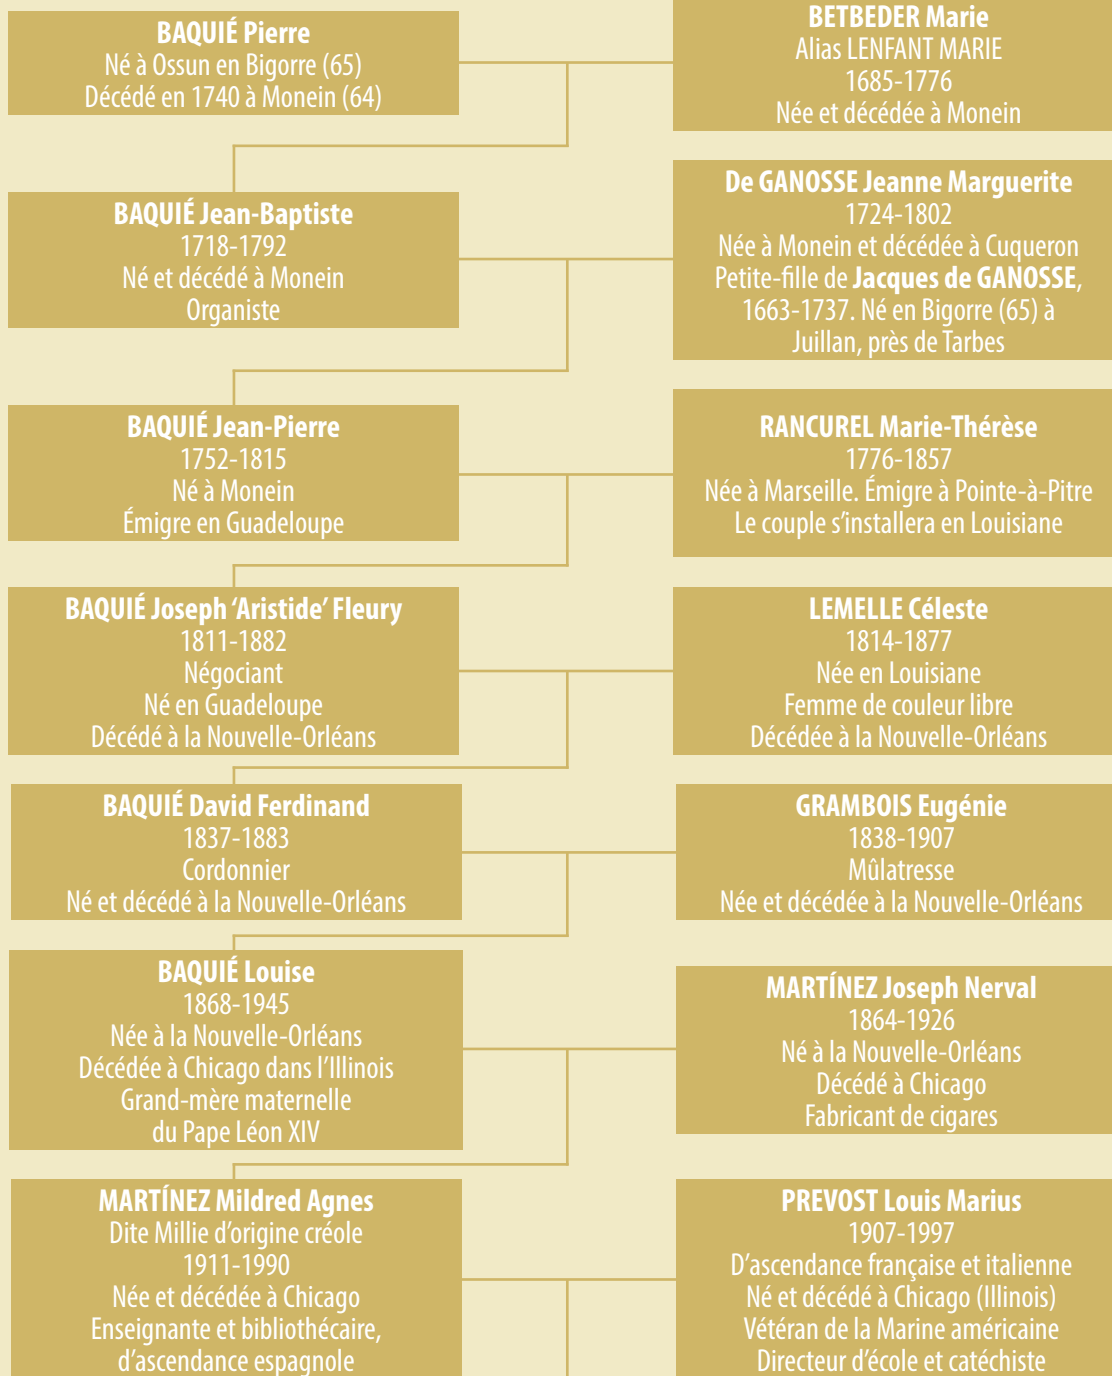 BAQUIÉ Pierre
Né à Ossun en Bigorre (65)
Décédé en 1740 à Monein (64)
BETBEDER Marie
Alias LENFANT MARIE
1685-1776
Née et décédée à Monein
BAQUIÉ Jean-Baptiste
1718-1792
Né et décédé à Monein
Organiste
De GANOSSE Jeanne Marguerite
1724-1802
Née à Monein et décédée à Cuqueron
Petite-fille de Jacques de GANOSSE,
1663-1737. Né en Bigorre (65) à
Juillan, près de Tarbes
BAQUIÉ Jean-Pierre
1752-1815
Né à Monein
Émigre en Guadeloupe
RANCUREL Marie-Thérèse
1776-1857
Née à Marseille. Émigre à Pointe-à-Pitre
Le couple s’installera en Louisiane
BAQUIÉ Joseph ‘Aristide’ Fleury
1811-1882
Négociant
Né en Guadeloupe
Décédé à la Nouvelle-Orléans
LEMELLE Céleste
1814-1877
Née en Louisiane
Femme de couleur libre
Décédée à la Nouvelle-Orléans
BAQUIÉ David Ferdinand
1837-1883
Cordonnier
Né et décédé à la Nouvelle-Orléans
GRAMBOIS Eugénie
1838-1907
Mûlatresse
Née et décédée à la Nouvelle-Orléans
BAQUIÉ Louise
1868-1945
Née à la Nouvelle-Orléans
Décédée à Chicago dans l’Illinois
Grand-mère maternelle
du Pape Léon XIV
MARTÍNEZ Joseph Nerval
1864-1926
Né à la Nouvelle-Orléans
Décédé à Chicago
Fabricant de cigares
MARTÍNEZ Mildred Agnes
Dite Millie d’origine créole
1911-1990
Née et décédée à Chicago
Enseignante et bibliothécaire,
d’ascendance espagnole
PREVOST Louis Marius
1907-1997
D’ascendance française et italienne
Né et décédé à Chicago (Illinois)
Vétéran de la Marine américaine
Directeur d’école et catéchiste